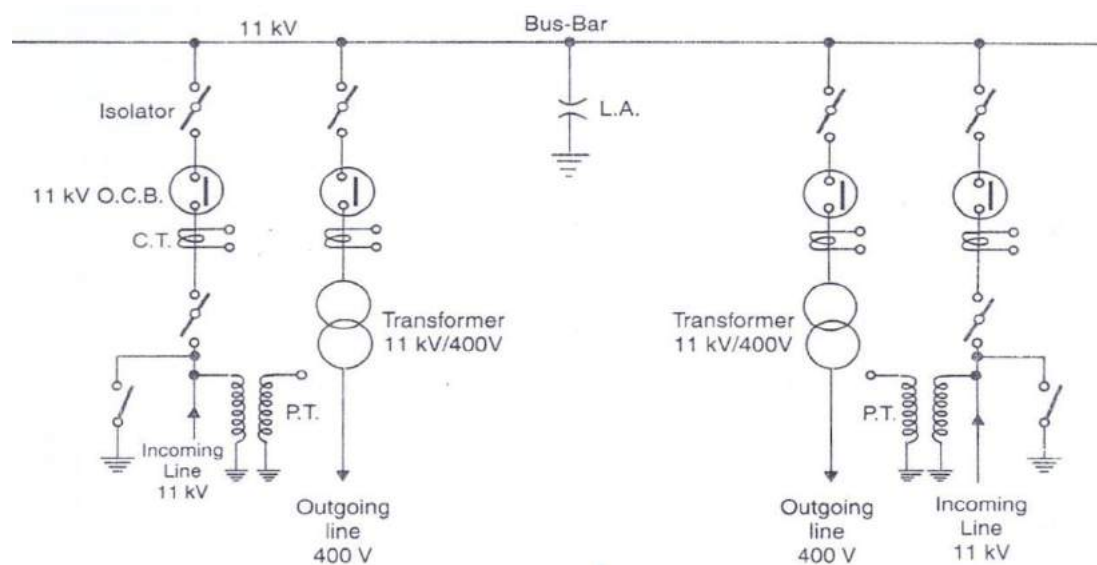 11 kV
Bus-Bar
Isolator
L.A.
11 kV O.C.B.
C.T.
Transformer
11 kV/400V
Transformer
11 kV/400V
P.T.
P.T.
Incoming
Line
11 kV
Outgoing
line
400 V
Outgoing
line
400 V
Incoming
Line
11 kV